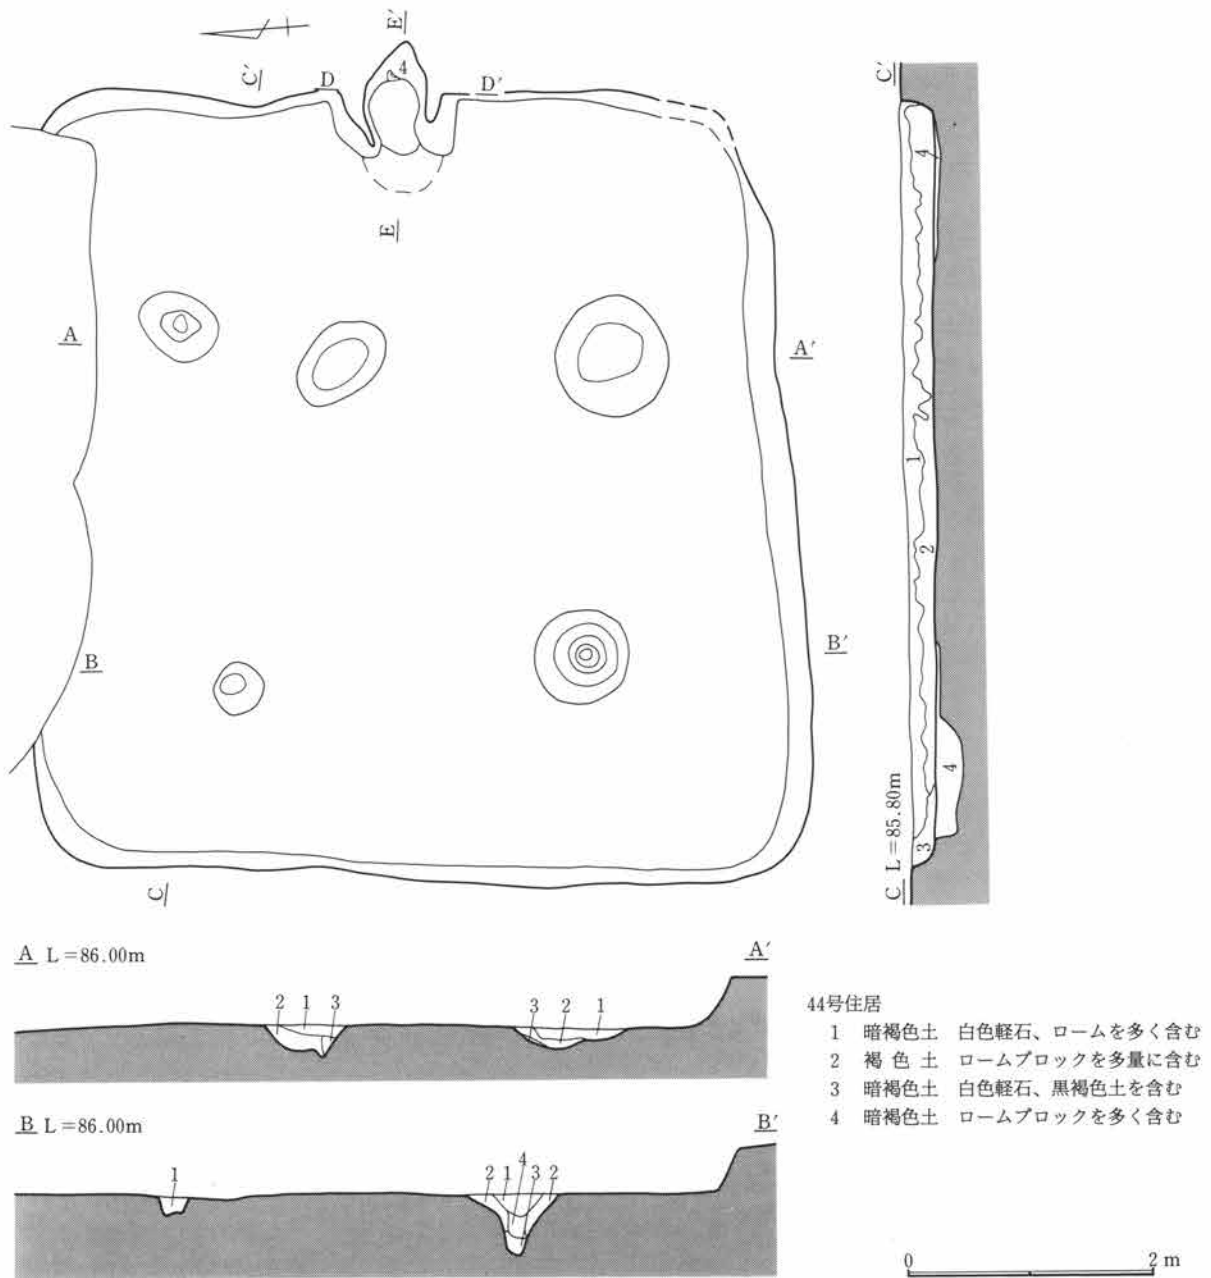 E′
C′
D
4
D′
E
A
A′
B
B′
C
C′
4
1
2
4
3
C L=85.80m
A L=86.00m
A′
2 1 3
3 2 1
B L=86.00m
B′
1
4
2 1 3 2
44号住居
1 暗褐色土 白色軽石、ロームを多く含む
2 褐色土 ロームブロックを多量に含む
3 暗褐色土 白色軽石、黒褐色土を含む
4 暗褐色土 ロームブロックを多く含む
0 2 m